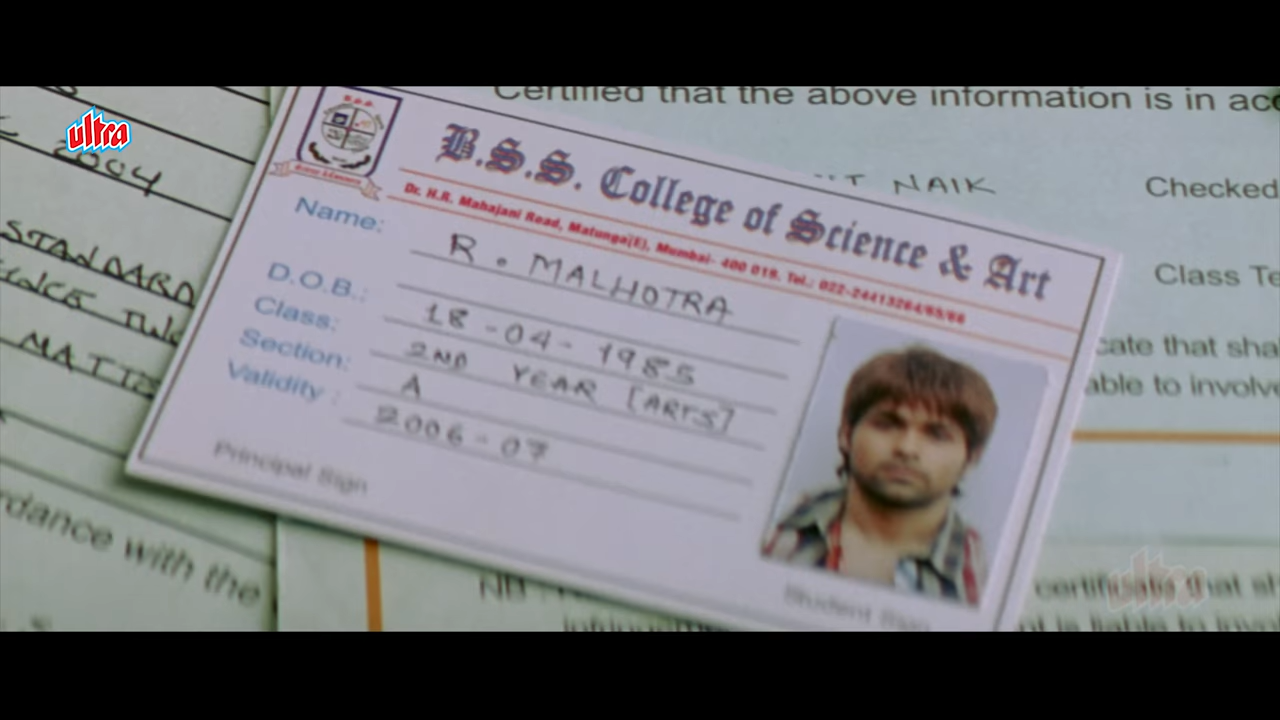 ultra
Certified that the above information is in acc
2004
NAIK
Checked
B.S.S. College of Science & Art
Dr. H.R. Mahajani Road, Matunga(E), Mumbai- 400 019. Tel.: 022-24413264/65/66
Class Te
STANDARD
Name: R. MALHOTRA
D.O.B.: 18-04-1985
Class: 2ND YEAR [ARTS]
Section: A
Validity : 2006-07
cate that sha
able to involve
Principal Sign
Student Sign
rdance with the
certificate that sh
ultra